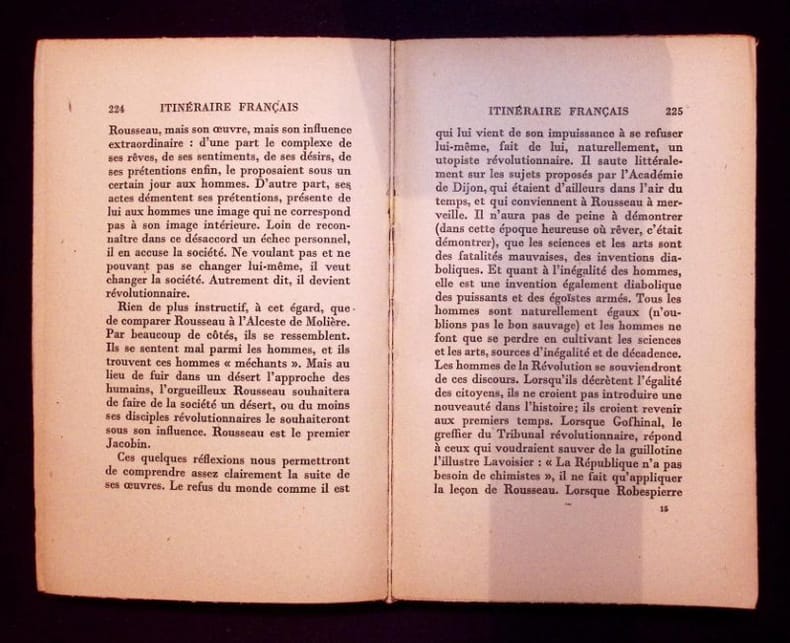 224 ITINÉRAIRE FRANÇAIS
Rousseau, mais son œuvre, mais son influence
extraordinaire : d'une part le complexe de
ses rêves, de ses sentiments, de ses désirs, de
ses prétentions enfin, le proposaient sous un
certain jour aux hommes. D'autre part, ses
actes démentent ses prétentions, présente de
lui aux hommes une image qui ne correspond
pas à son image intérieure. Loin de recon-
naître dans ce désaccord un échec personnel,
il en accuse la société. Ne voulant pas et ne
pouvant pas se changer lui-même, il veut
changer la société. Autrement dit, il devient
révolutionnaire.
Rien de plus instructif, à cet égard, que
de comparer Rousseau à l'Alceste de Molière.
Par beaucoup de côtés, ils se ressemblent.
Ils se sentent mal parmi les hommes, et ils
trouvent ces hommes « méchants ». Mais au
lieu de fuir dans un désert l'approche des
humains, l'orgueilleux Rousseau souhaitera
de faire de la société un désert, ou du moins
ses disciples révolutionnaires le souhaiteront
sous son influence. Rousseau est le premier
Jacobin.
Ces quelques réflexions nous permettront
de comprendre assez clairement la suite de
ses œuvres. Le refus du monde comme il est
ITINÉRAIRE FRANÇAIS 225
qui lui vient de son impuissance à se refuser
lui-même, fait de lui, naturellement, un
utopiste révolutionnaire. Il saute littérale-
ment sur les sujets proposés par l'Académie
de Dijon, qui étaient d'ailleurs dans l'air du
temps, et qui conviennent à Rousseau à mer-
veille. Il n'aura pas de peine à démontrer
(dans cette époque heureuse où rêver, c'était
démontrer), que les sciences et les arts sont
des fatalités mauvaises, des inventions dia-
boliques. Et quant à l'inégalité des hommes,
elle est une invention également diabolique
des puissants et des égoïstes armés. Tous les
hommes sont naturellement égaux (n'ou-
blions pas le bon sauvage) et les hommes ne
font que se perdre en cultivant les sciences
et les arts, sources d'inégalité et de décadence.
Les hommes de la Révolution se souviendront
de ces discours. Lorsqu'ils décrètent l'égalité
des citoyens, ils ne croient pas introduire une
nouveauté dans l'histoire; ils croient revenir
aux premiers temps. Lorsque Gofhinal, le
greffier du Tribunal révolutionnaire, répond
à ceux qui voudraient sauver de la guillotine
l'illustre Lavoisier : « La République n'a pas
besoin de chimistes », il ne fait qu'appliquer
la leçon de Rousseau. Lorsque Robespierre
15